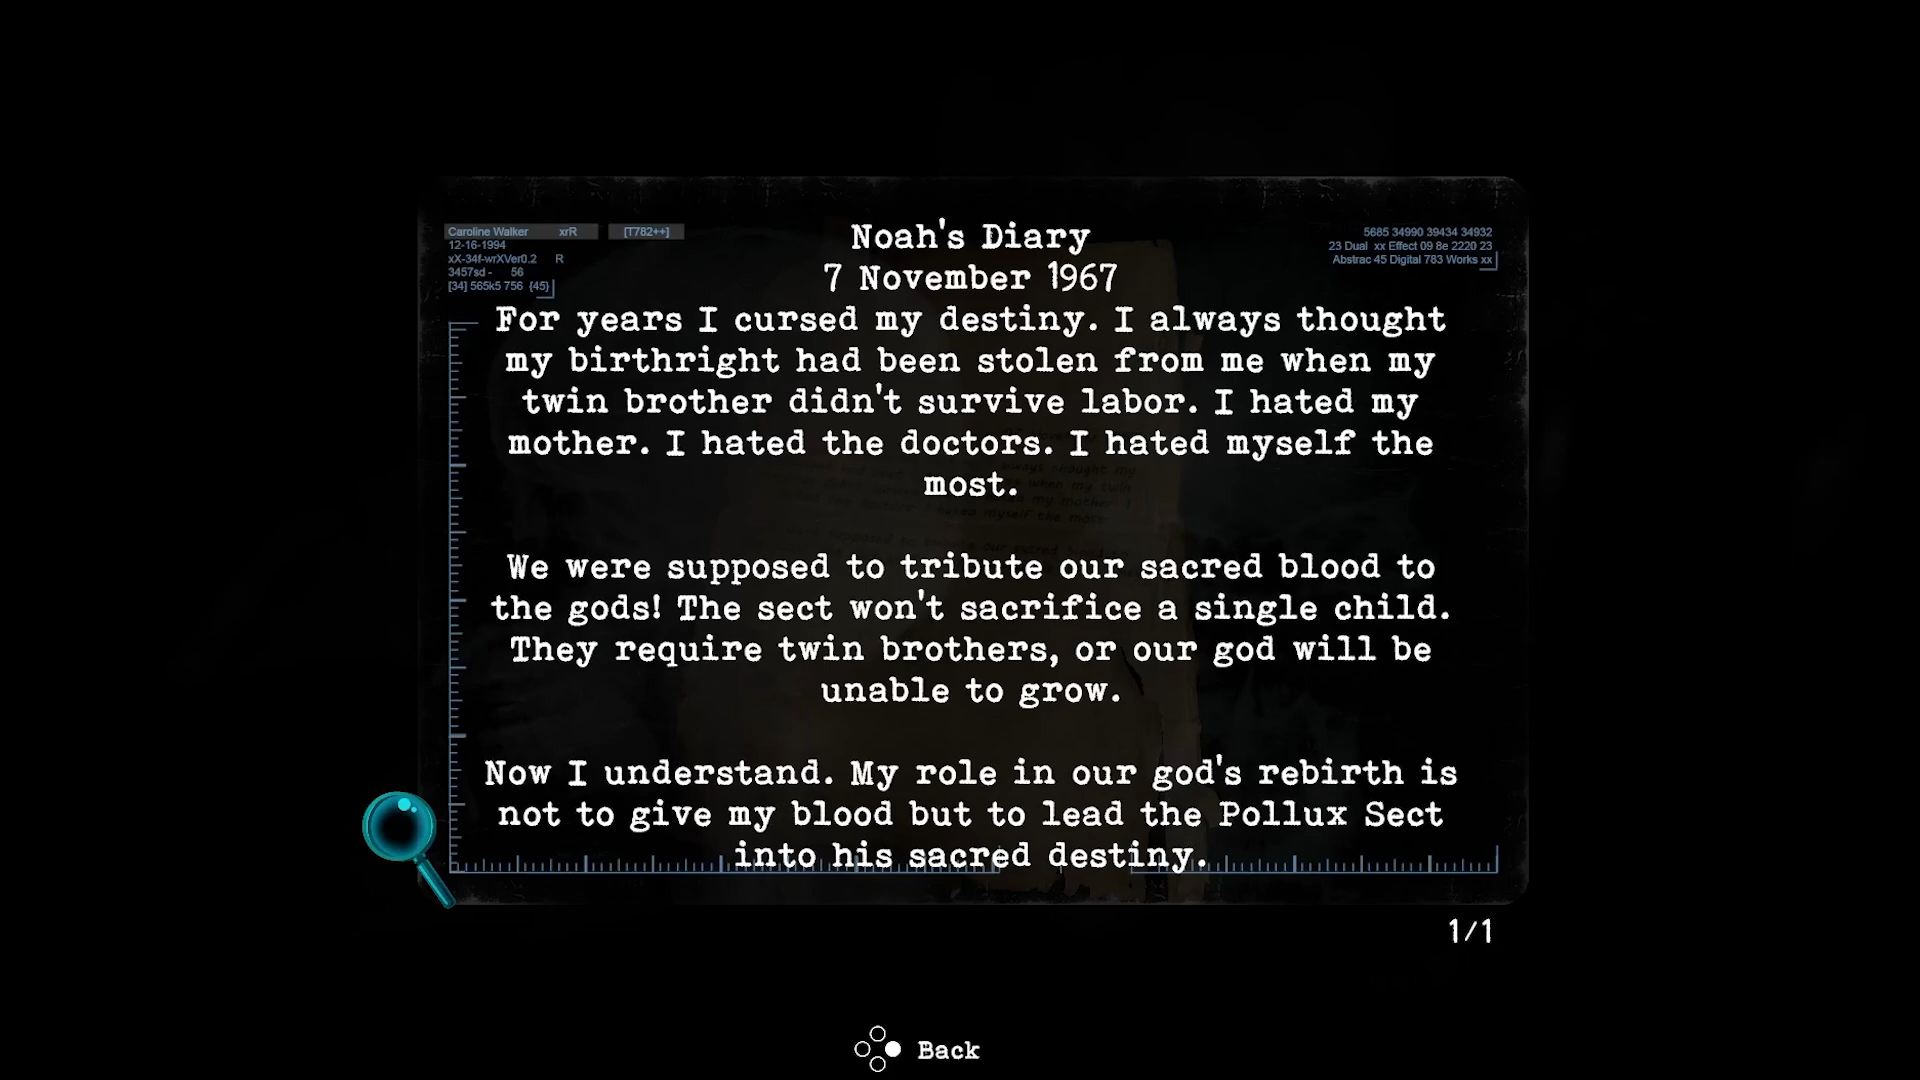 Caroline Walker xrR [T782++]
12-16-1994
xX-34f-wrXVer0.2 R
3457sd - 56
[34] 565k5 756 {45}
5685 34990 39434 34932
23 Dual xx Effect 09 8e 2220 23
Abstrac 45 Digital 783 Works xx
Noah's Diary
7 November 1967
For years I cursed my destiny. I always thought
my birthright had been stolen from me when my
twin brother didn't survive labor. I hated my
mother. I hated the doctors. I hated myself the
most.
We were supposed to tribute our sacred blood to
the gods! The sect won't sacrifice a single child.
They require twin brothers, or our god will be
unable to grow.
Now I understand. My role in our god's rebirth is
not to give my blood but to lead the Pollux Sect
into his sacred destiny.
1/1
Back